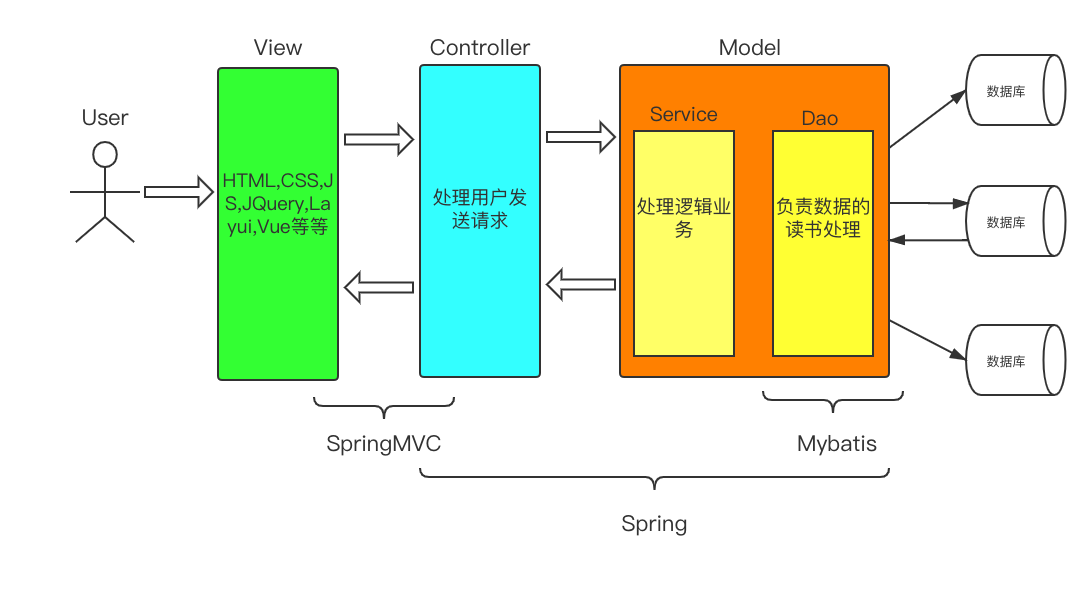 User
View
HTML,CSS,J
S,JQuery,La
yui,Vue等等
Controller
处理用户发
送请求
Model
Service
处理逻辑业
务
Dao
负责数据的
读书处理
数据库
数据库
数据库
SpringMVC
Mybatis
Spring